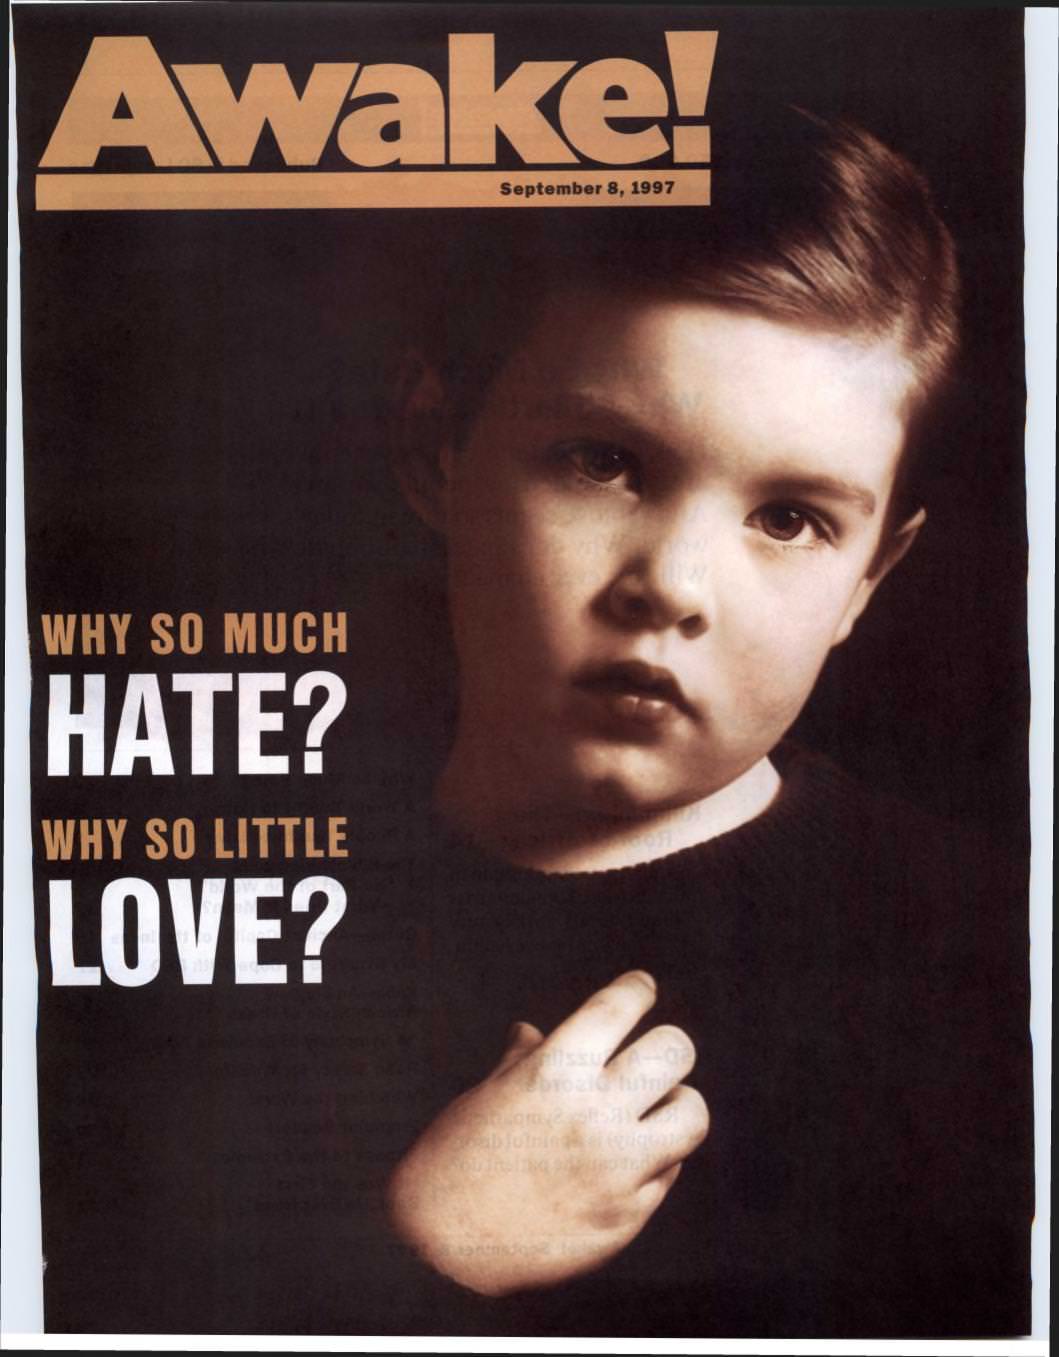 Awake!
September 8, 1997
WHY SO MUCH
HATE?
WHY SO LITTLE
LOVE?